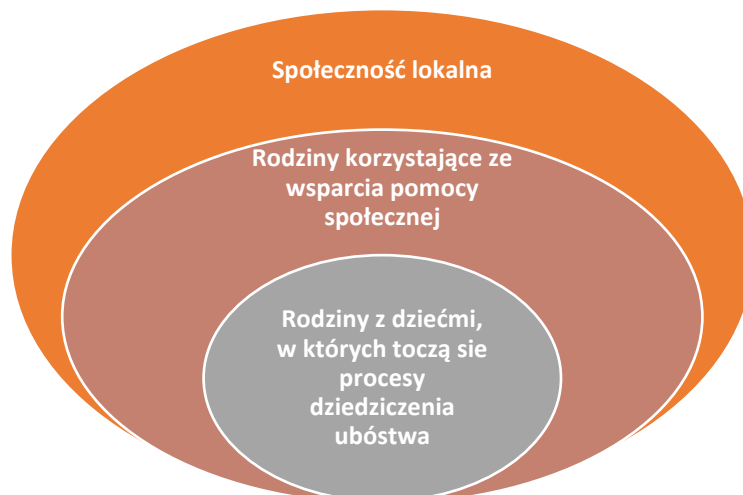 Społeczność lokalna
Rodziny korzystające ze
wsparcia pomocy
społecznej
Rodziny z dziećmi,
w których toczą sie
procesy
dziedziczenia
ubóstwa